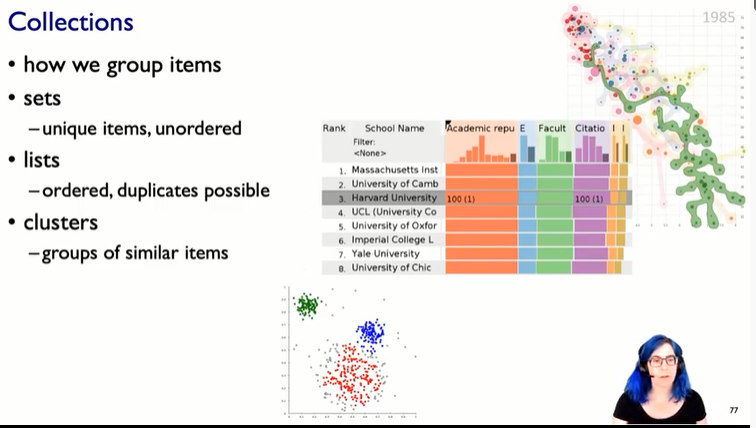 Collections
1985
• how we group items
• sets
–unique items, unordered
• lists
–ordered, duplicates possible
• clusters
–groups of similar items
Rank School Name Academic repu E Facult Citatio I I
Filter:
<None>
1. Massachusetts Inst
2. University of Camb
3. Harvard University 100 (1) 100 (1)
4. UCL (University Co
5. University of Oxfor
6. Imperial College L
7. Yale University
8. University of Chic
77